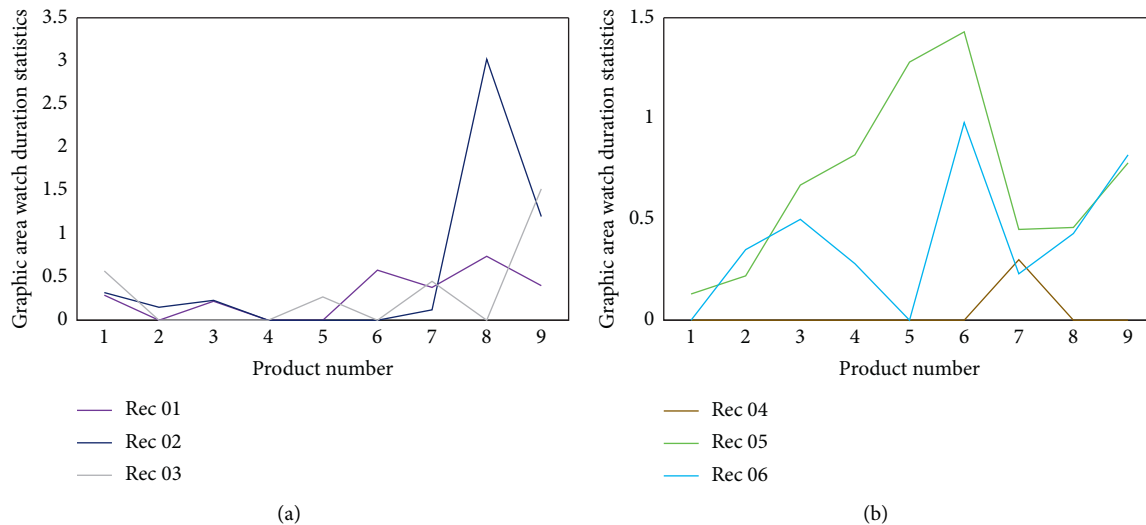 Graphic area watch duration statistics
3.5
3
2.5
2
1.5
1
0.5
0
1 2 3 4 5 6 7 8 9
Product number
Rec 01
Rec 02
Rec 03
(a)
Graphic area watch duration statistics
1.5
1
0.5
0
1 2 3 4 5 6 7 8 9
Product number
Rec 04
Rec 05
Rec 06
(b)